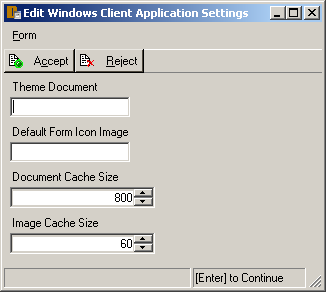 Edit Windows Client Application Settings
Form
Accept Reject
Theme Document
Default Form Icon Image
Document Cache Size
800
Image Cache Size
60
[Enter] to Continue